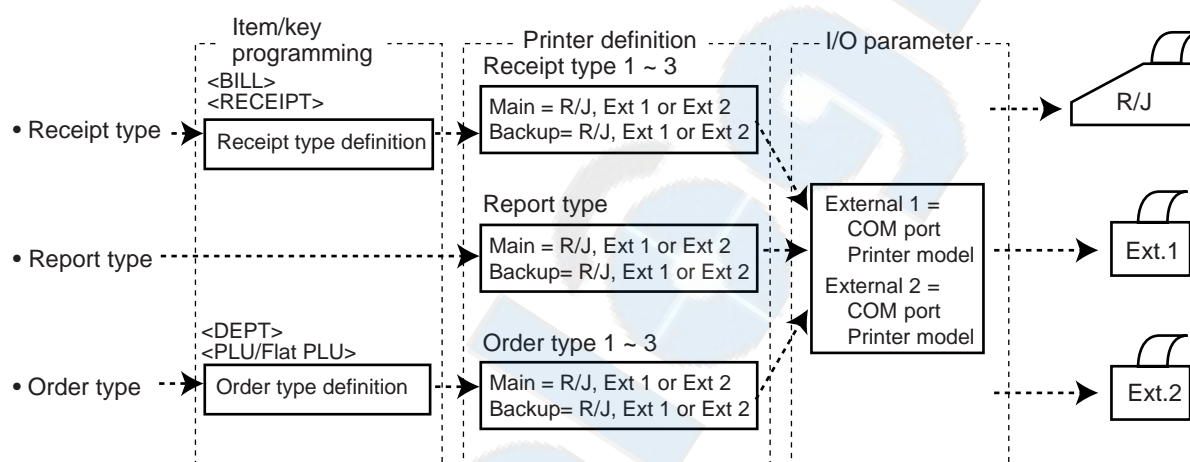 Item/key
programming
Printer definition
I/O parameter
<BILL>
<RECEIPT>
• Receipt type
Receipt type definition
Receipt type 1 ~ 3
Main = R/J, Ext 1 or Ext 2
Backup= R/J, Ext 1 or Ext 2
R/J
• Report type
Report type
Main = R/J, Ext 1 or Ext 2
Backup= R/J, Ext 1 or Ext 2
External 1 =
COM port
Printer model
External 2 =
COM port
Printer model
Ext.1
<DEPT>
<PLU/Flat PLU>
• Order type
Order type definition
Order type 1 ~ 3
Main = R/J, Ext 1 or Ext 2
Backup= R/J, Ext 1 or Ext 2
Ext.2